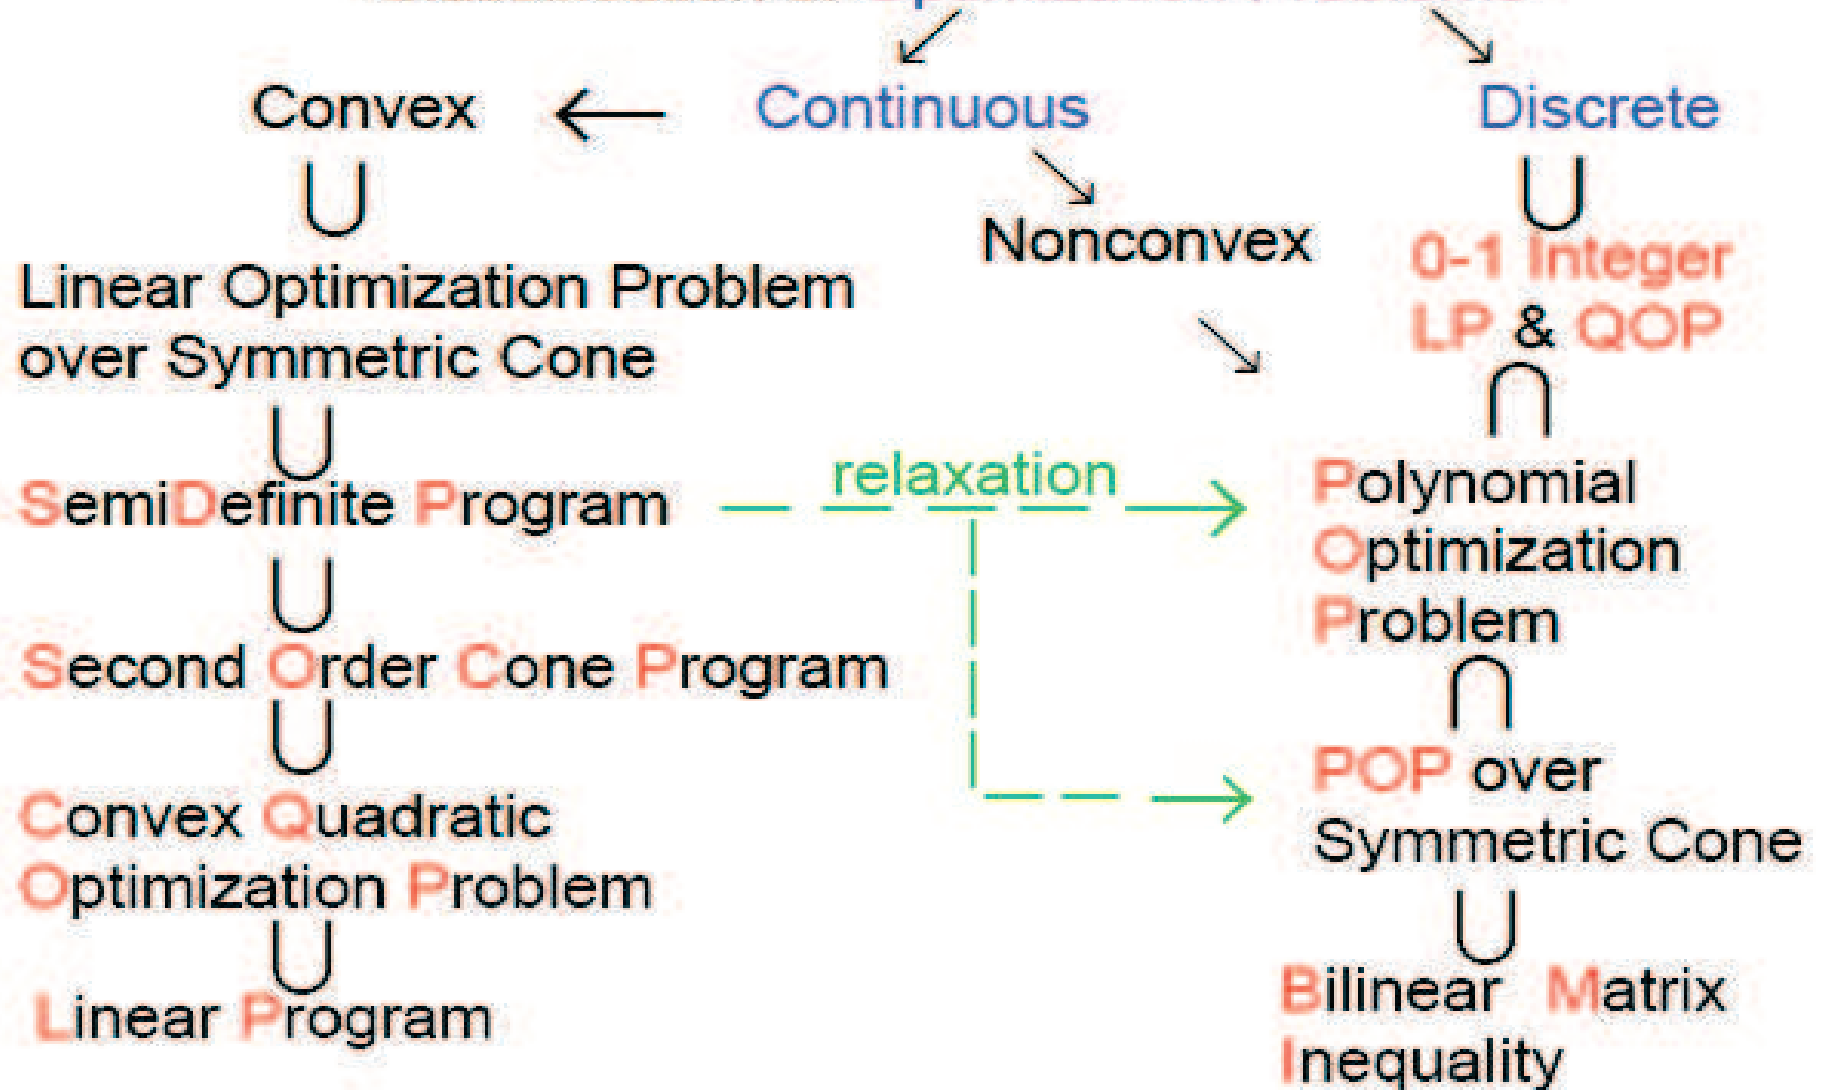 Convex
Continuous
Discrete
Nonconvex
0-1 Integer
LP & QOP
Linear Optimization Problem
over Symmetric Cone
SemiDefinite Program
relaxation
Polynomial
Optimization
Problem
Second Order Cone Program
POP over
Symmetric Cone
Convex Quadratic
Optimization Problem
Bilinear Matrix
Inequality
Linear Program